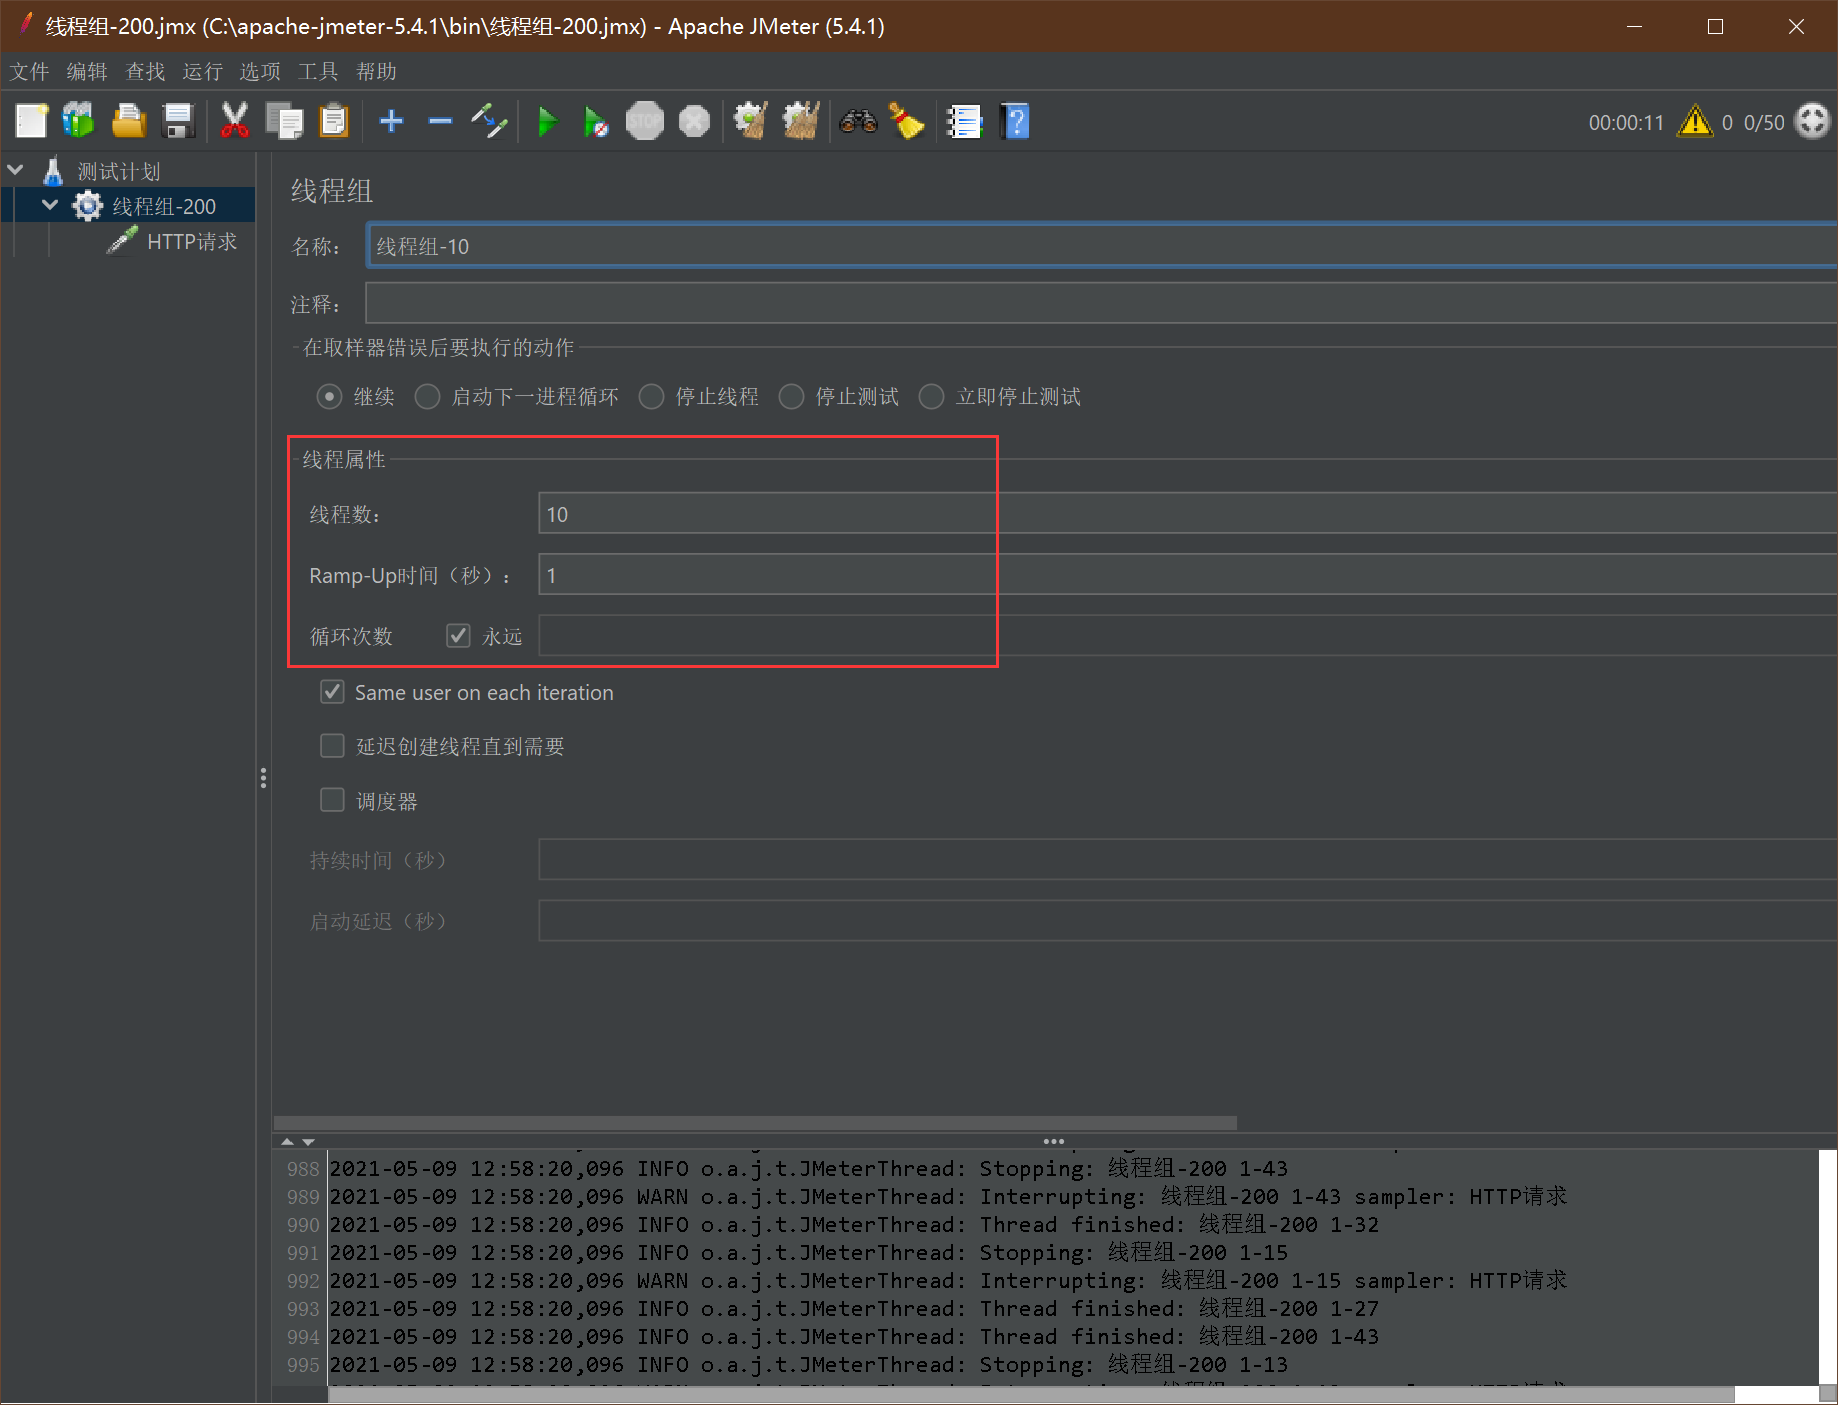 线程组-200.jmx (C:\apache-jmeter-5.4.1\bin\线程组-200.jmx) - Apache JMeter (5.4.1)
文件 编辑 查找 运行 选项 工具 帮助
STOP
00:00:11 0 0/50
测试计划
线程组-200
HTTP请求
线程组
名称： 线程组-10
注释：
在取样器错误后要执行的动作
继续 启动下一进程循环 停止线程 停止测试 立即停止测试
线程属性
线程数： 10
Ramp-Up时间（秒）： 1
循环次数 永远
Same user on each iteration
延迟创建线程直到需要
调度器
持续时间（秒）
启动延迟（秒）
988 2021-05-09 12:58:20,096 INFO o.a.j.t.JMeterThread: Stopping: 线程组-200 1-43
989 2021-05-09 12:58:20,096 WARN o.a.j.t.JMeterThread: Interrupting: 线程组-200 1-43 sampler: HTTP请求
990 2021-05-09 12:58:20,096 INFO o.a.j.t.JMeterThread: Thread finished: 线程组-200 1-32
991 2021-05-09 12:58:20,096 INFO o.a.j.t.JMeterThread: Stopping: 线程组-200 1-15
992 2021-05-09 12:58:20,096 WARN o.a.j.t.JMeterThread: Interrupting: 线程组-200 1-15 sampler: HTTP请求
993 2021-05-09 12:58:20,096 INFO o.a.j.t.JMeterThread: Thread finished: 线程组-200 1-27
994 2021-05-09 12:58:20,096 INFO o.a.j.t.JMeterThread: Thread finished: 线程组-200 1-43
995 2021-05-09 12:58:20,096 INFO o.a.j.t.JMeterThread: Stopping: 线程组-200 1-13